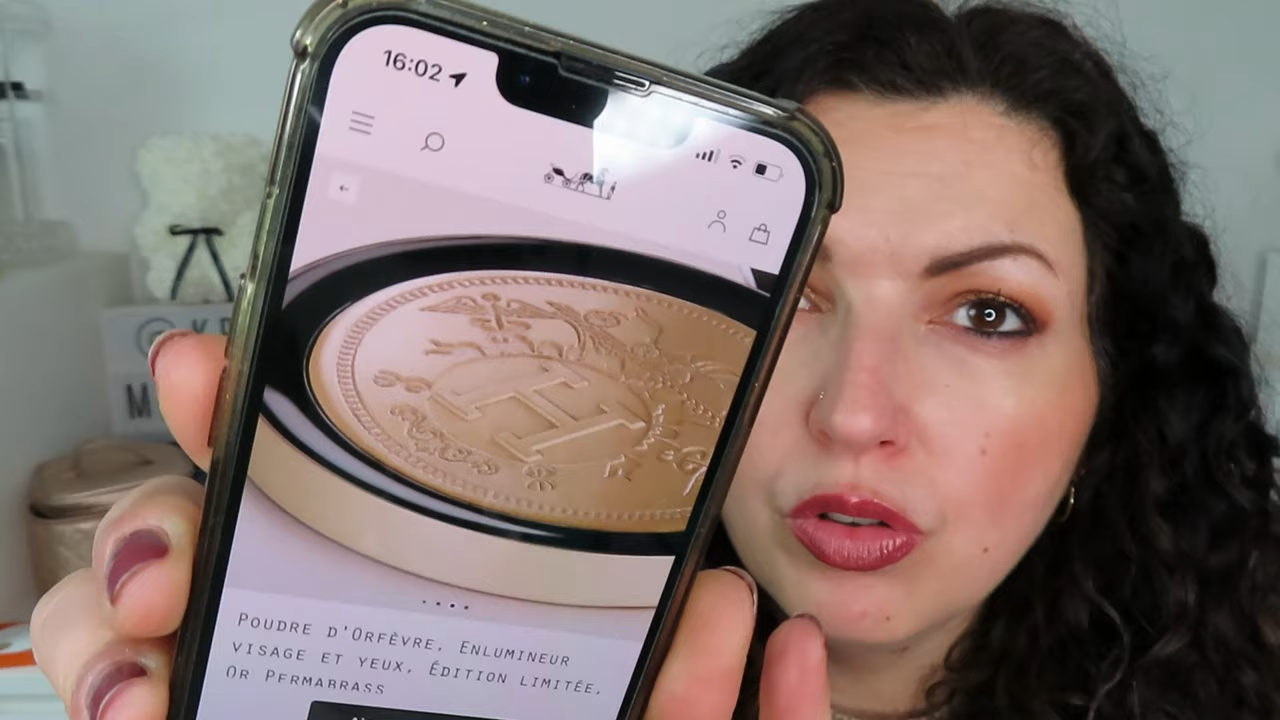 16:02
H
POUDRE D'ORFÈVRE, ENLUMINEUR
VISAGE ET YEUX, ÉDITION LIMITÉE,
OR PERMABRASS